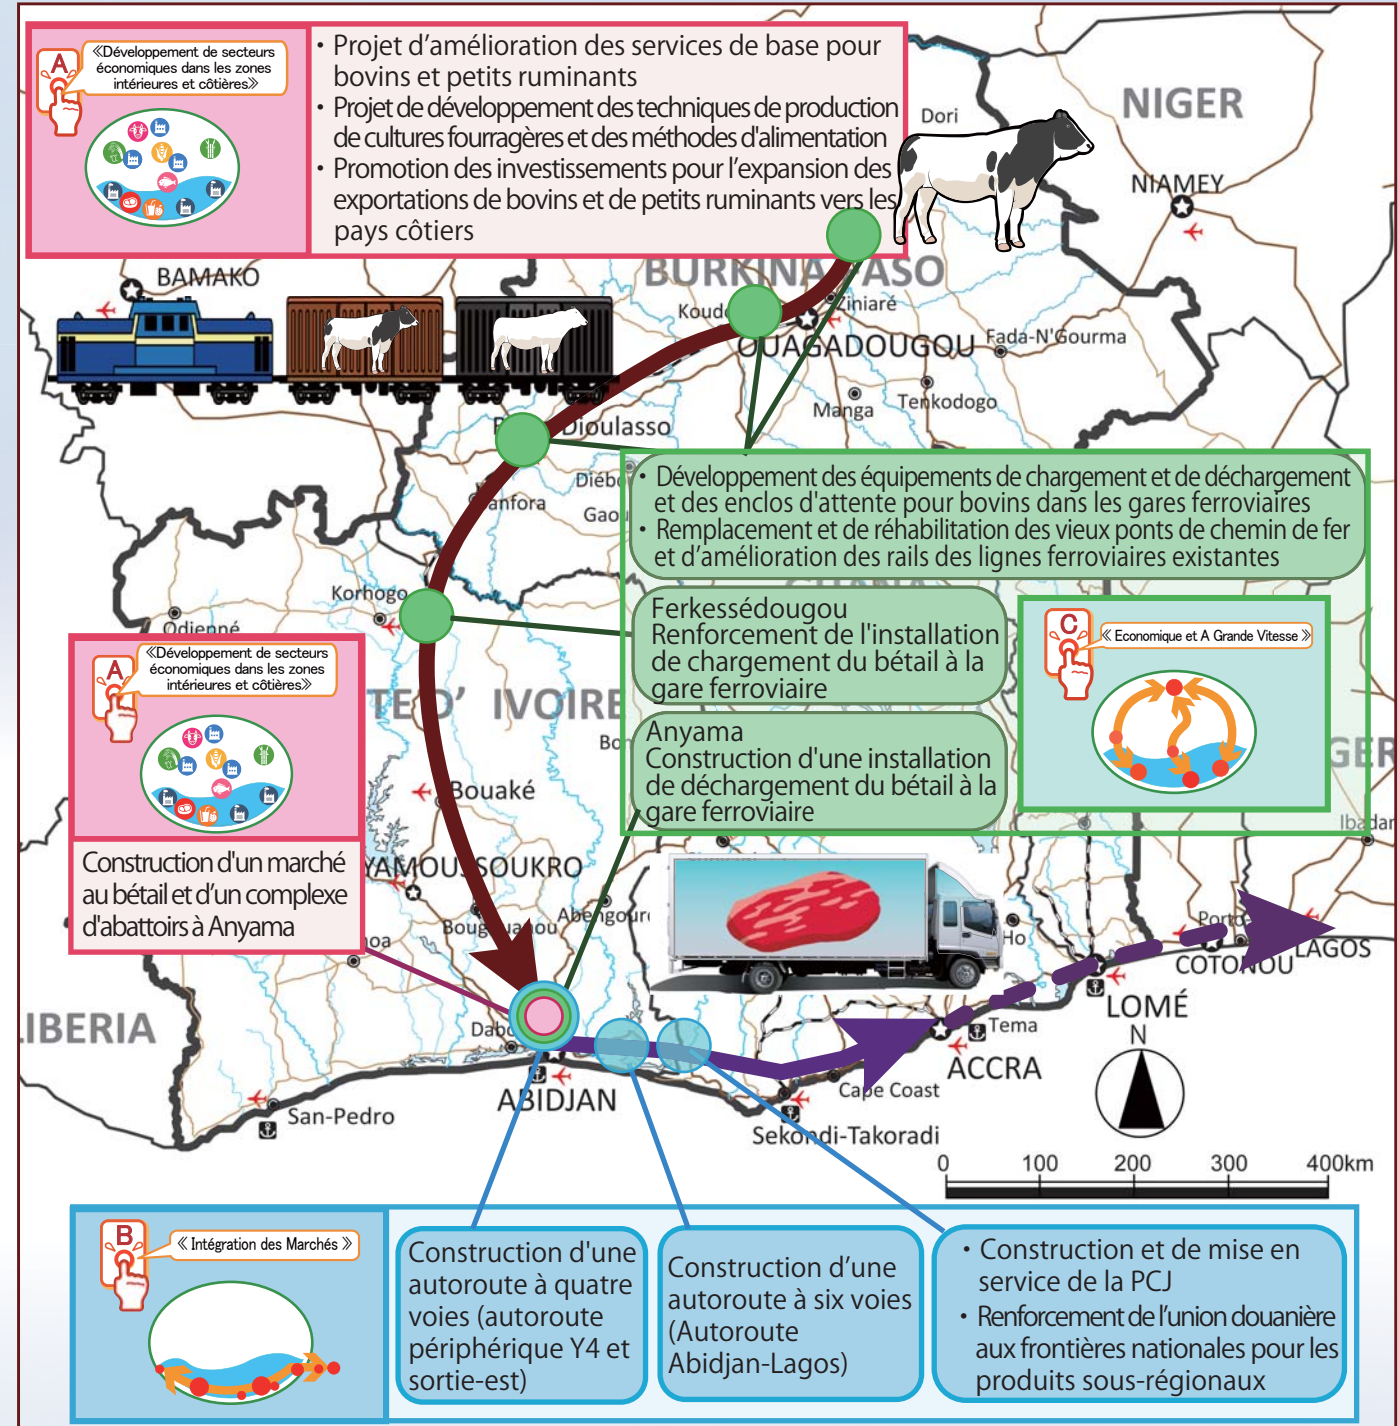 A
《Développement de secteurs
économiques dans les zones
intérieures et côtières》
・Projet d'amélioration des services de base pour
bovins et petits ruminants
・Projet de développement des techniques de production
de cultures fourragères et des méthodes d'alimentation
・Promotion des investissements pour l'expansion des
exportations de bovins et de petits ruminants vers les
pays côtiers
Dori
NIGER
NIAMEY
BAMAKO
BURKINA FASO
Ziniaré
OUAGADOUGOU
Fada-N'Gourma
Manga
Tenkodogo
Dioulasso
・Développement des équipements de chargement et de déchargement
et des enclos d'attente pour bovins dans les gares ferroviaires
・Remplacement et de réhabilitation des vieux ponts de chemin de fer
et d'amélioration des rails des lignes ferroviaires existantes
Korhogo
Odienné
Ferkessédougou
Renforcement de l'installation
de chargement du bétail à la
gare ferroviaire
C
《 Economique et A Grande Vitesse 》
A
《Développement de secteurs
économiques dans les zones
intérieures et côtières》
D' IVOIRE
Anyama
Construction d'une installation
de déchargement du bétail à la
gare ferroviaire
Bouaké
Construction d'un marché
au bétail et d'un complexe
d'abattoirs à Anyama
YAMOUSSOUKRO
Ho
COTONOU
LAGOS
LOMÉ
LIBERIA
Tema
ACCRA
N
Cape Coast
ABIDJAN
San-Pedro
Sekondi-Takoradi
0 100 200 300 400km
B
《 Intégration des Marchés 》
Construction d'une
autoroute à quatre
voies (autoroute
périphérique Y4 et
sortie-est)
Construction d'une
autoroute à six voies
(Autoroute
Abidjan-Lagos)
・Construction et de mise en
service de la PCJ
・Renforcement de l'union douanière
aux frontières nationales pour les
produits sous-régionaux